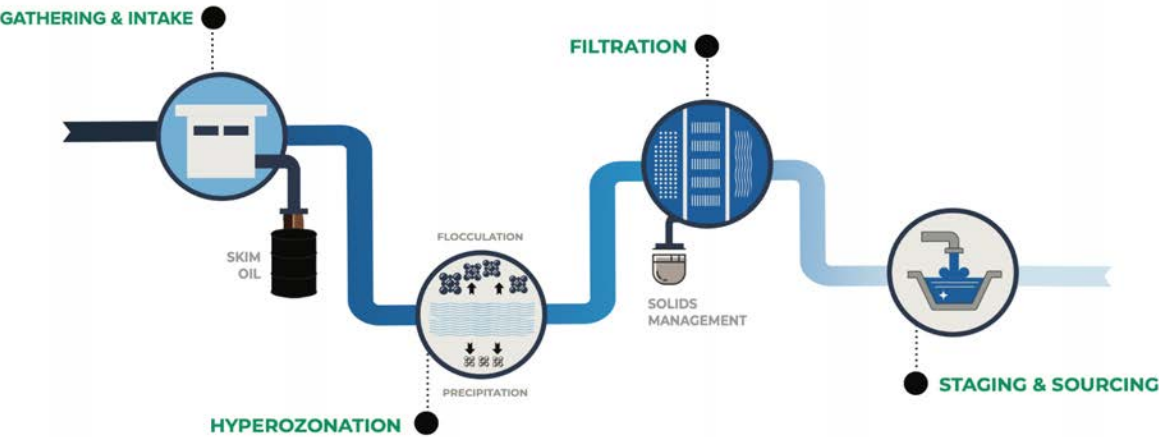 GATHERING & INTAKE
SKIM
OIL
FLOCCULATION
PRECIPITATION
HYPEROZONATION
FILTRATION
SOLIDS
MANAGEMENT
STAGING & SOURCING